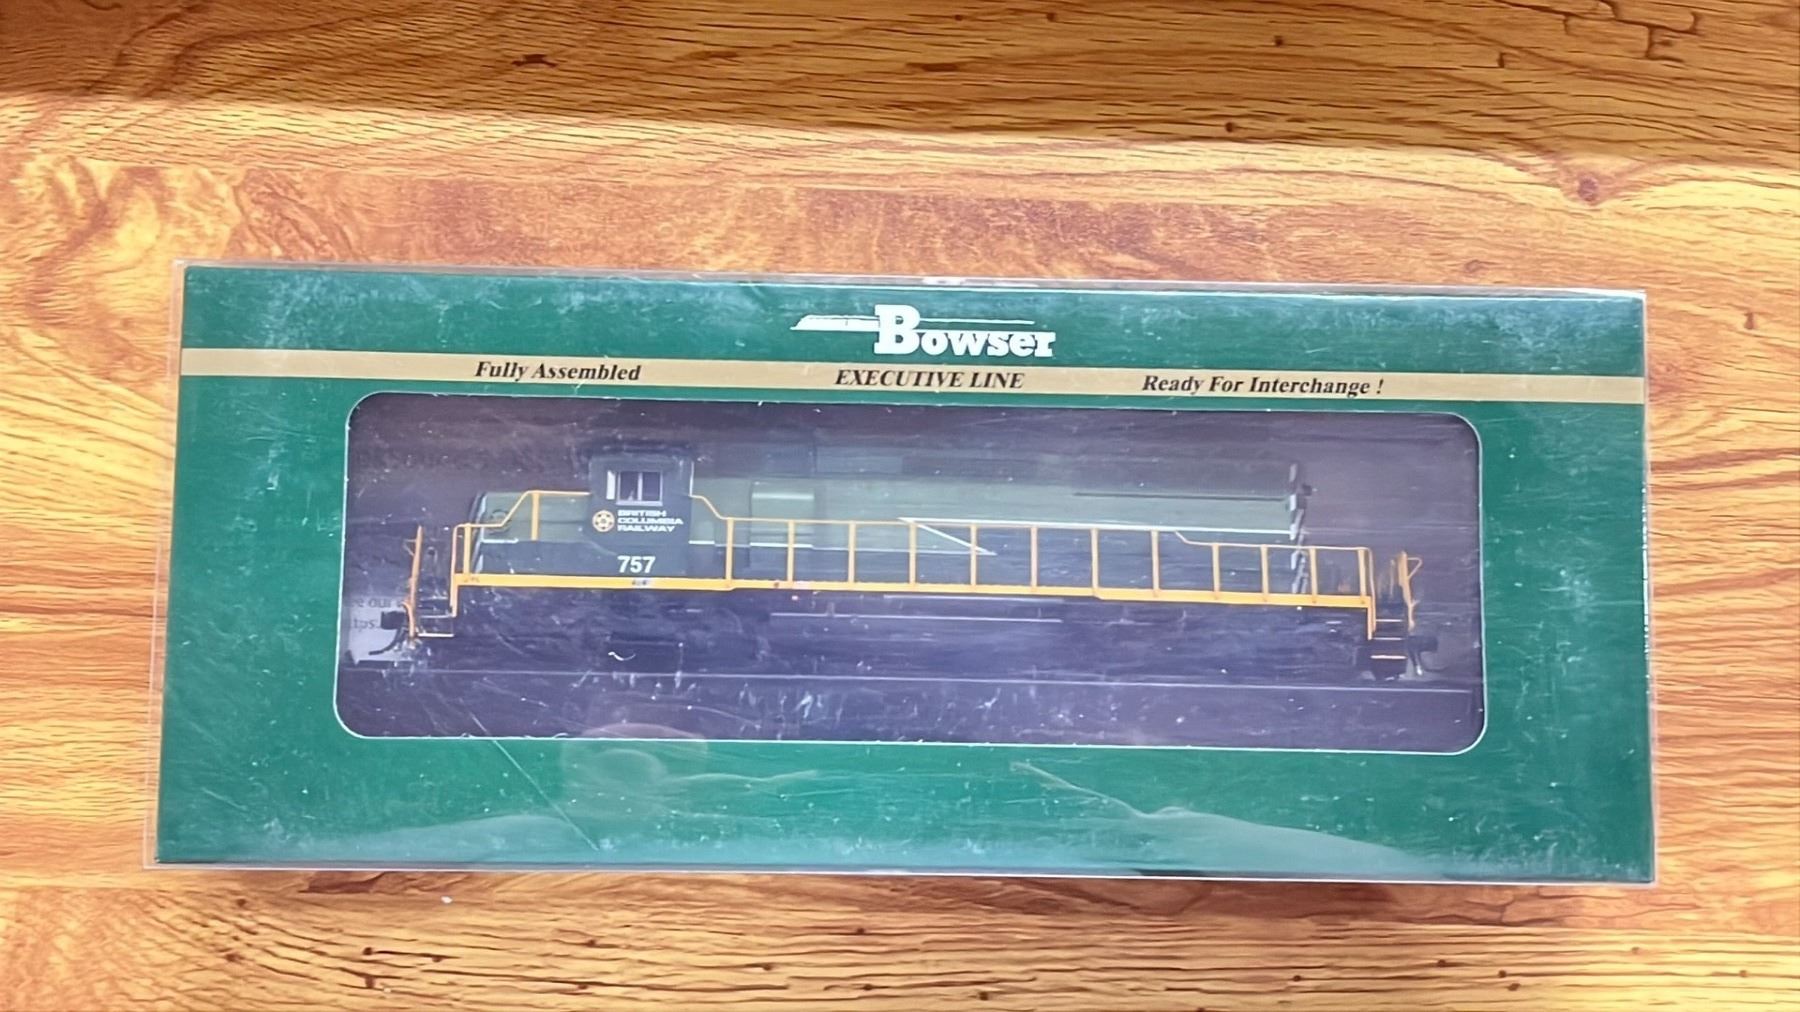 Bowser
Fully Assembled EXECUTIVE LINE Ready For Interchange !
BRITISH
COLUMBIA
RAILWAY
757